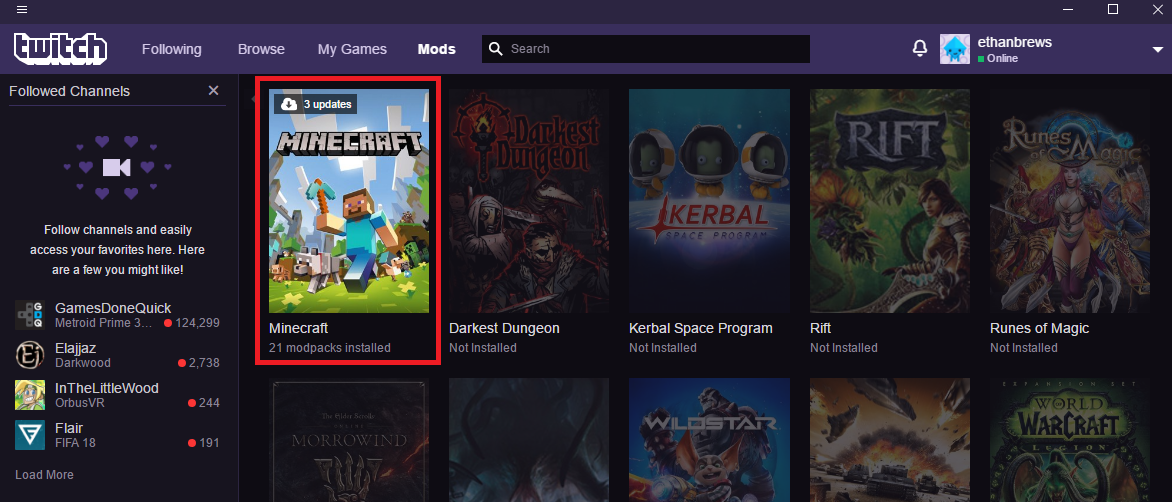 twitch
Following
Browse
My Games
Mods
Search
ethanbrews
Online
Followed Channels
Follow channels and easily
access your favorites here. Here
are a few you might like!
GamesDoneQuick
Metroid Prime 3...
124,299
Elajjaz
Darkwood
2,738
InTheLittleWood
OrbusVR
244
Flair
FIFA 18
191
Load More
3 updates
MINECRAFT
Minecraft
21 modpacks installed
Darkest
Dungeon
Darkest Dungeon
Not Installed
KERBAL
SPACE PROGRAM
Kerbal Space Program
Not Installed
RIFT
Rift
Not Installed
Runes
of Magic
Runes of Magic
Not Installed
The Elder Scrolls
ONLINE
MORROWIND
WILDSTAR
EXPANSION SET
WORLD
WARCRAFT
LEGION